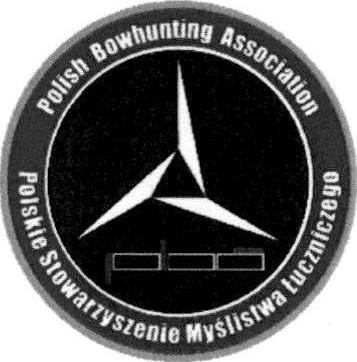 Polish Bowhunting Association
Polskie Stowarzyszenie Myślistwa Łuczniczego